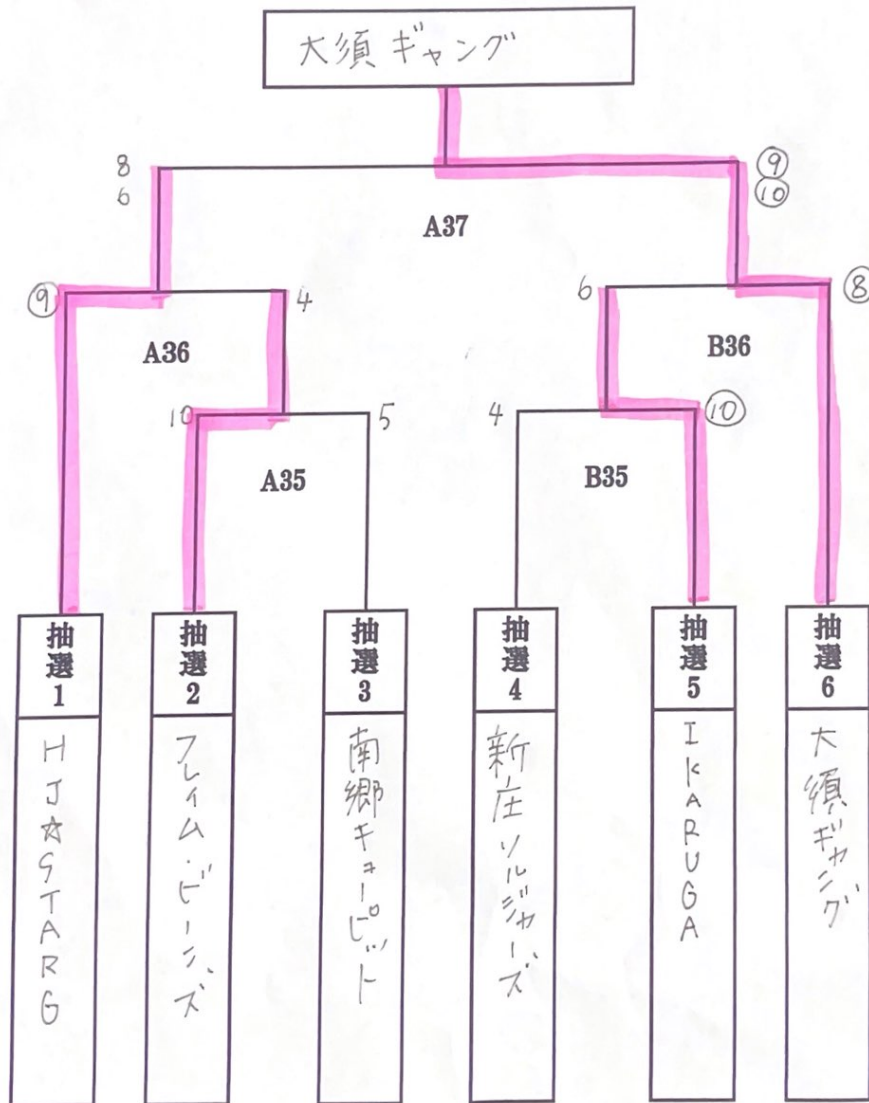 大須ギャング
8
6
⑨
⑩
A37
⑨
4
6
⑧
A36
B36
10
5
4
⑩
A35
B35
抽選1
抽選2
抽選3
抽選4
抽選5
抽選6
HJ☆STARG
フレイム・ビーンズ
南郷キューピット
新庄ソルジャーズ
IKARUGA
大須ギャング